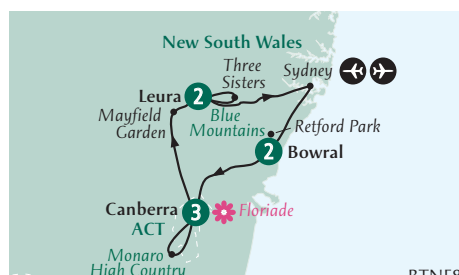 New South Wales
Three
Sisters
Sydney
Leura
2
Blue
Mountains
Mayfield
Garden
Retford Park
2
Bowral
Canberra
3
Floriade
ACT
Monaro
High Country